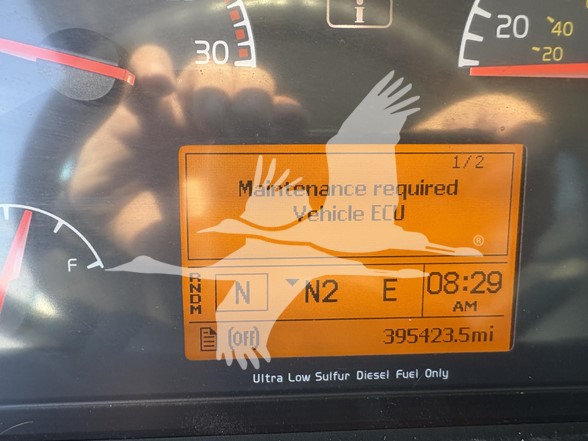 30
i
20
40
20
1/2
Maintenance required
Vehicle ECU
®
F
R
N
D
M
N
N2
E
08:29
AM
(Off)
395423.5mi
Ultra Low Sulfur Diesel Fuel Only